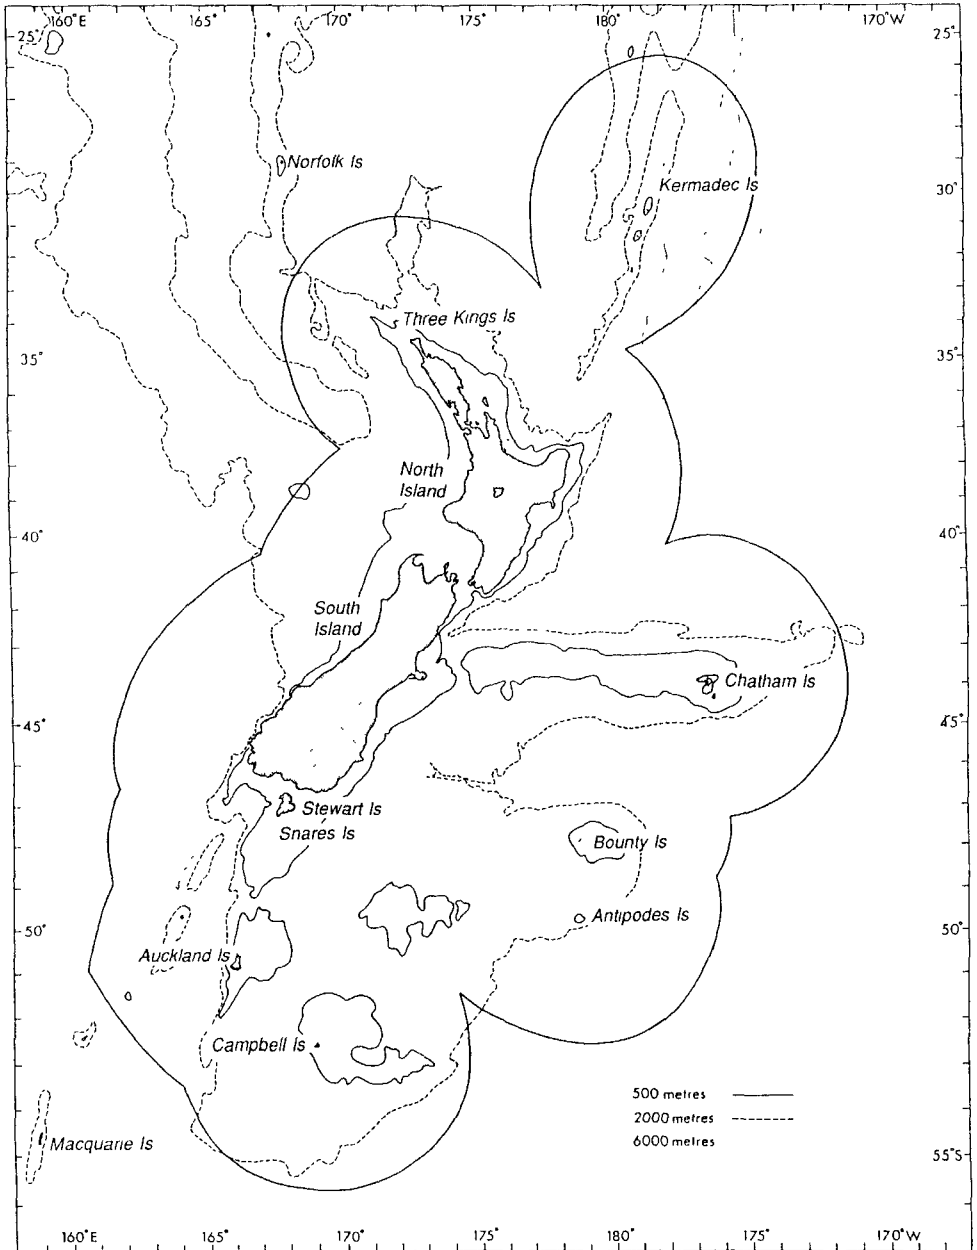 160°E 165° 170° 175° 180° 170°W
25° 25°
Norfolk Is
Kermadec Is
30°
Three Kings Is
35° 35°
North
Island
40° 40°
South
Island
Chatham Is
45° 45°
Stewart Is
Snares Is
Bounty Is
Antipodes Is
50° 50°
Auckland Is
Campbell Is
500 metres
2000 metres
6000 metres
Macquarie Is
55°S
160°E 165° 170° 175° 180° 170°W